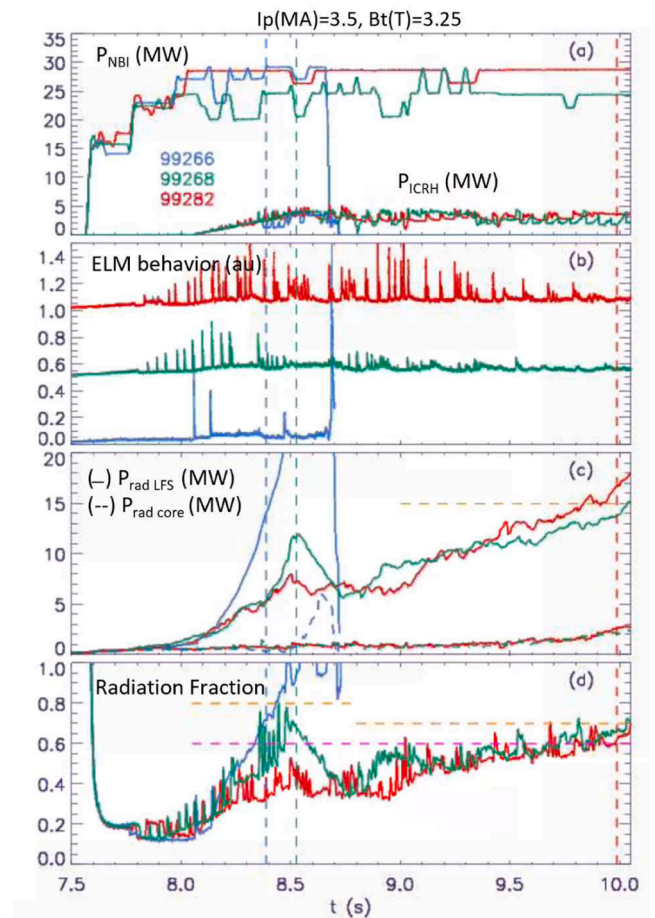 Ip(MA)=3.5, Bt(T)=3.25
35
30
25
20
15
10
5
0
P_NBI (MW)
(a)
99266
99268
99282
P_ICRH (MW)
1.4
1.2
1.0
0.8
0.6
0.4
0.2
0.0
ELM behavior (au)
(b)
20
15
10
5
0
(_) P_rad LFS (MW)
(--) P_rad core (MW)
(c)
1.0
0.8
0.6
0.4
0.2
0.0
Radiation Fraction
(d)
7.5 8.0 8.5 9.0 9.5 10.0
t (s)